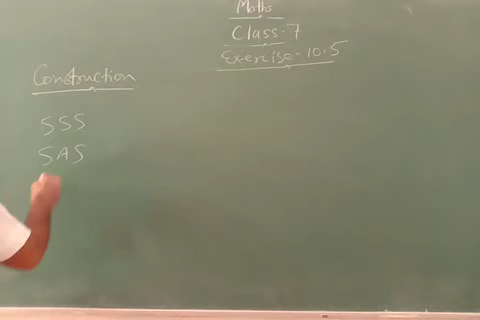 Maths
Class-7
Exercise-10.5
Construction
SSS
SAS